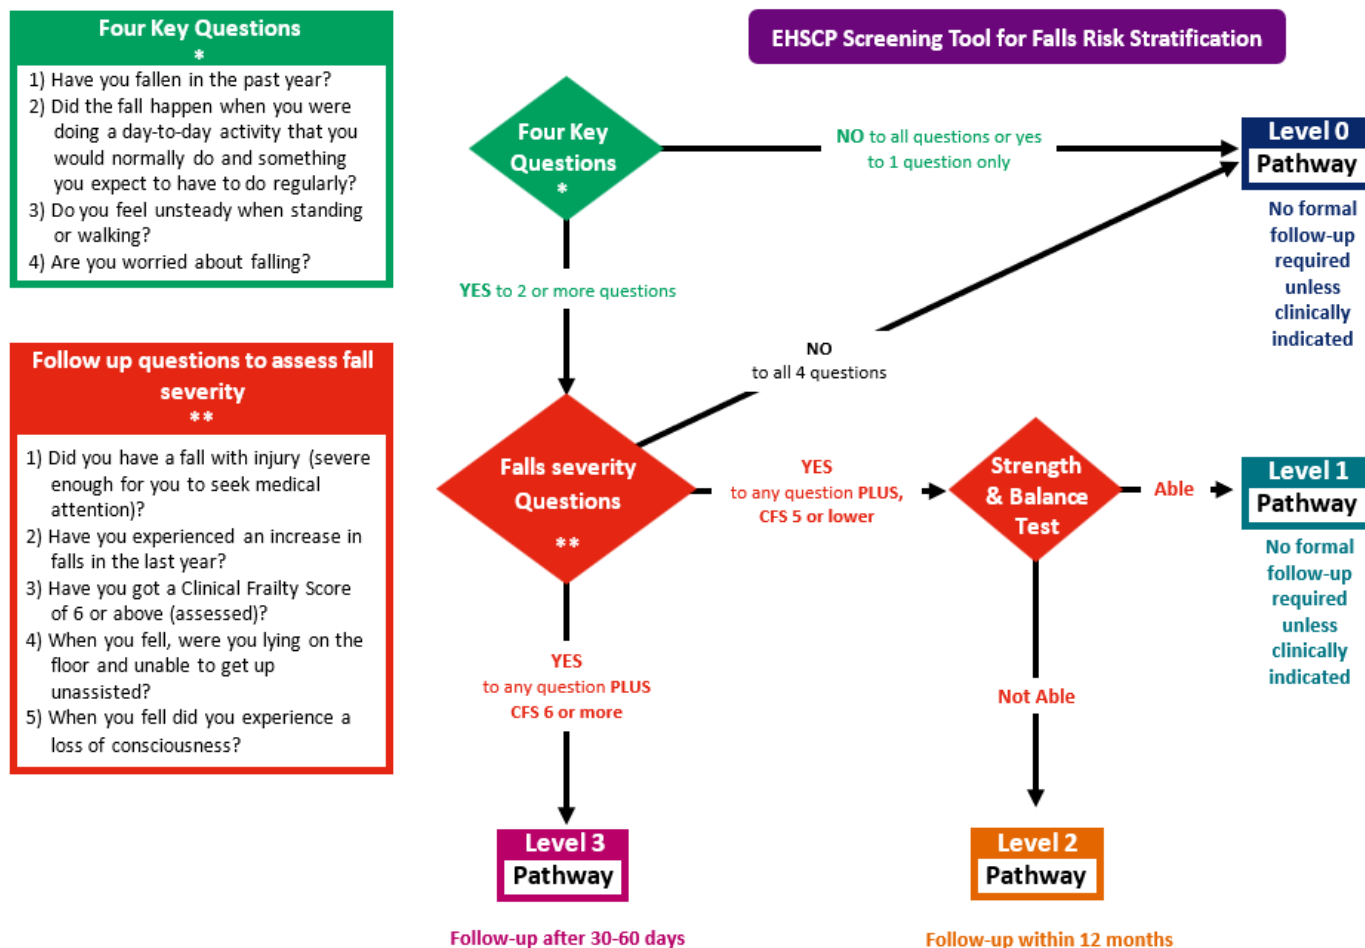 Four Key Questions
*
1) Have you fallen in the past year?
2) Did the fall happen when you were
doing a day-to-day activity that you
would normally do and something
you expect to have to do regularly?
3) Do you feel unsteady when standing
or walking?
4) Are you worried about falling?
Follow up questions to assess fall
severity
**
1) Did you have a fall with injury (severe
enough for you to seek medical
attention)?
2) Have you experienced an increase in
falls in the last year?
3) Have you got a Clinical Frailty Score
of 6 or above (assessed)?
4) When you fell, were you lying on the
floor and unable to get up
unassisted?
5) When you fell did you experience a
loss of consciousness?
EHSCP Screening Tool for Falls Risk Stratification
Four Key
Questions
*
NO to all questions or yes
to 1 question only
Level 0
Pathway
No formal
follow-up
required
unless
clinically
indicated
YES to 2 or more questions
NO
to all 4 questions
Falls severity
Questions
**
YES
to any question PLUS,
CFS 5 or lower
Strength
& Balance
Test
Able
Level 1
Pathway
No formal
follow-up
required
unless
clinically
indicated
YES
to any question PLUS
CFS 6 or more
Not Able
Level 3
Pathway
Follow-up after 30-60 days
Level 2
Pathway
Follow-up within 12 months